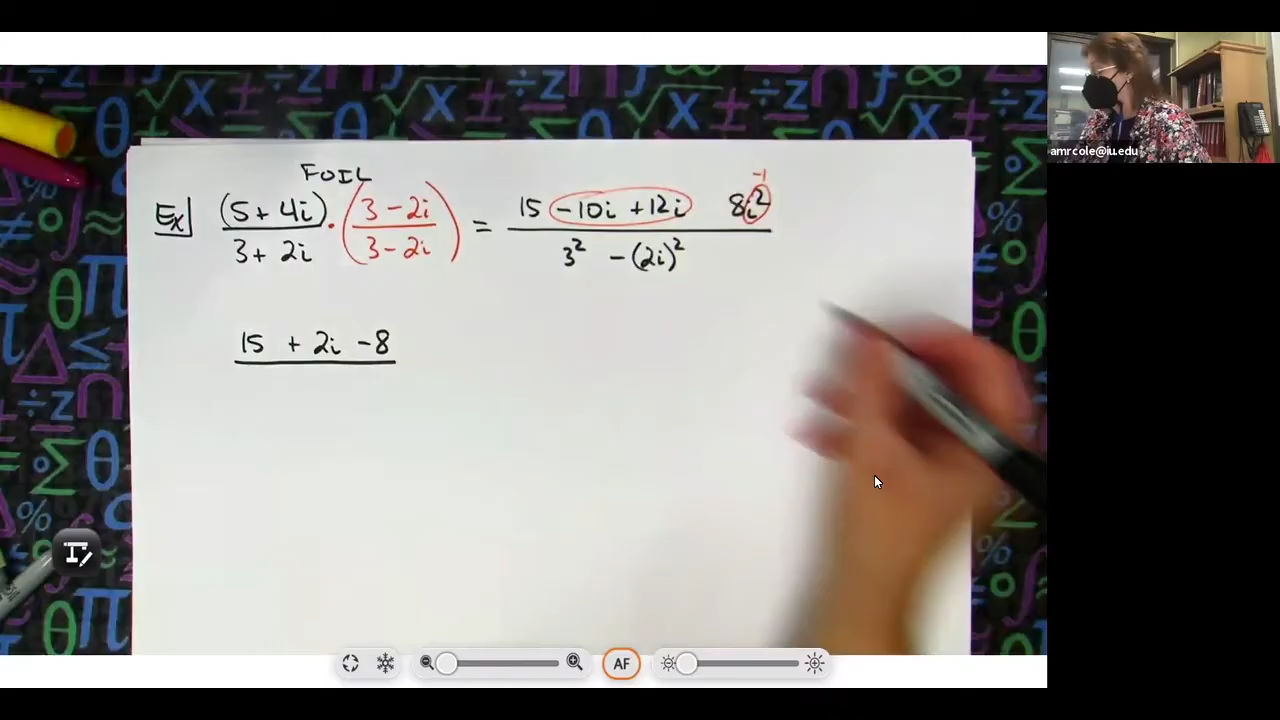 FOIL
Ex (5 + 4i) / (3 + 2i) · ((3 - 2i) / (3 - 2i)) = (15 - 10i + 12i 8i²) / (3² - (2i)²)
-1
15 + 2i - 8
amrcole@iu.edu
AF